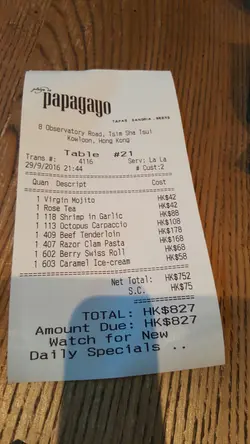 papagayo
8 Observatory Road, Tsim Sha Tsui
Kowloon, Hong Kong
Table #21
Trans #: 4116 Serv: La La
29/9/2016 21:44 # Cust:2
Quan Descript Cost
1 Virgin Mojito HK$42
1 Rose Tea HK$42
1 118 Shrimp in Garlic HK$88
1 113 Octopus Carpaccio HK$108
1 409 Beef Tenderloin HK$178
1 407 Razor Clam Pasta HK$168
1 602 Berry Swiss Roll HK$68
1 603 Caramel Ice-cream HK$58
Net Total: HK$752
S.C. HK$75
TOTAL: HK$827
Amount Due: HK$827
Watch for New
Daily Specials ..